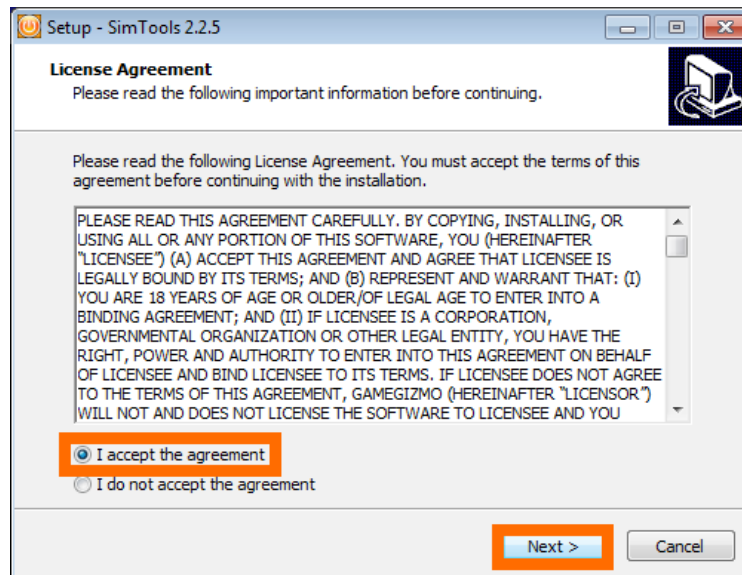 Setup - SimTools 2.2.5
License Agreement
Please read the following important information before continuing.
Please read the following License Agreement. You must accept the terms of this
agreement before continuing with the installation.
PLEASE READ THIS AGREEMENT CAREFULLY. BY COPYING, INSTALLING, OR
USING ALL OR ANY PORTION OF THIS SOFTWARE, YOU (HEREINAFTER
"LICENSEE") (A) ACCEPT THIS AGREEMENT AND AGREE THAT LICENSEE IS
LEGALLY BOUND BY ITS TERMS; AND (B) REPRESENT AND WARRANT THAT: (I)
YOU ARE 18 YEARS OF AGE OR OLDER/OF LEGAL AGE TO ENTER INTO A
BINDING AGREEMENT; AND (II) IF LICENSEE IS A CORPORATION,
GOVERNMENTAL ORGANIZATION OR OTHER LEGAL ENTITY, YOU HAVE THE
RIGHT, POWER AND AUTHORITY TO ENTER INTO THIS AGREEMENT ON BEHALF
OF LICENSEE AND BIND LICENSEE TO ITS TERMS. IF LICENSEE DOES NOT AGREE
TO THE TERMS OF THIS AGREEMENT, GAMEGIZMO (HEREINAFTER "LICENSOR")
WILL NOT AND DOES NOT LICENSE THE SOFTWARE TO LICENSEE AND YOU
I accept the agreement
I do not accept the agreement
Next >
Cancel